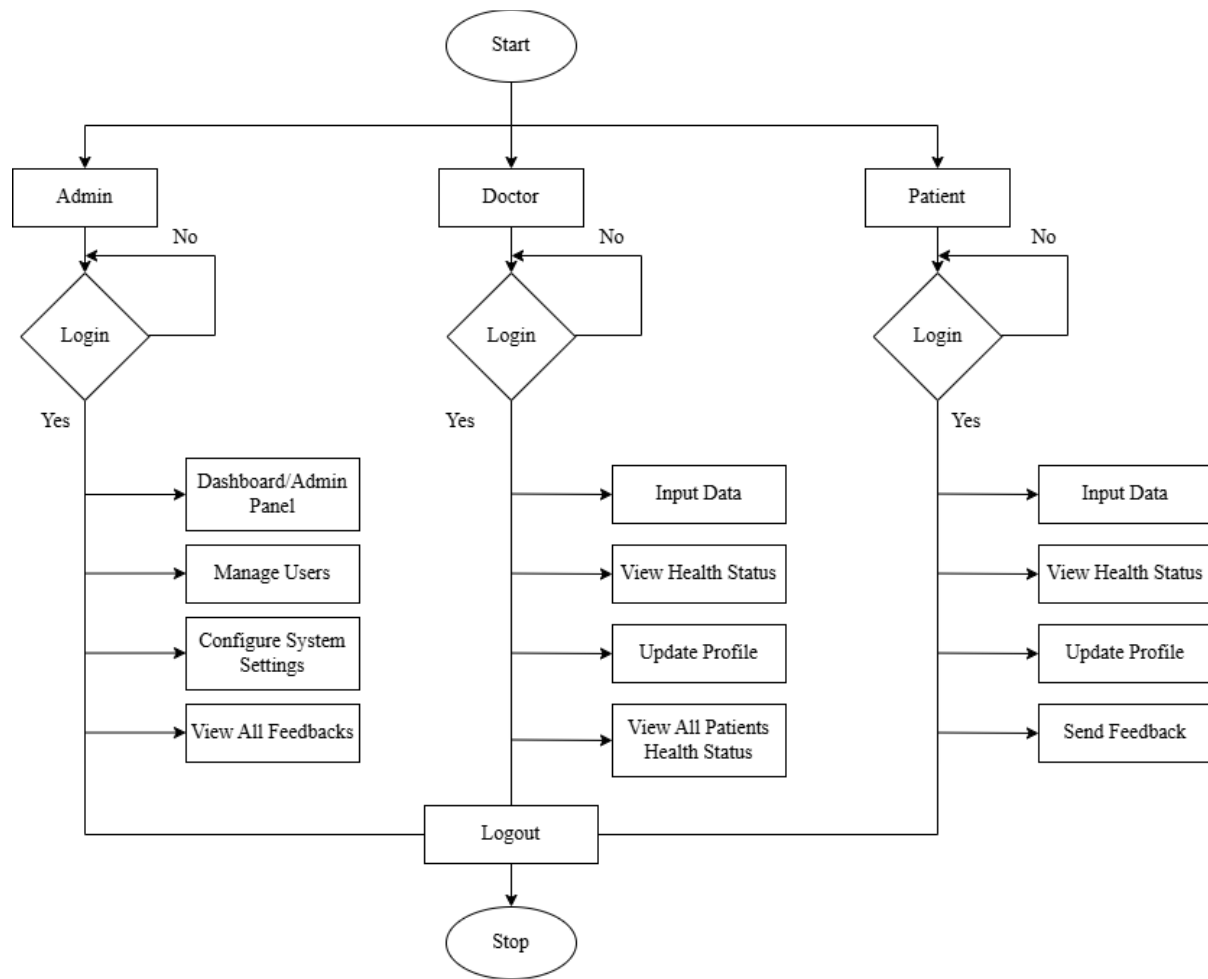 Start
Admin
Doctor
Patient
No
No
No
Login
Login
Login
Yes
Yes
Yes
Dashboard/Admin
Panel
Input Data
Input Data
Manage Users
View Health Status
View Health Status
Configure System
Settings
Update Profile
Update Profile
View All Feedbacks
View All Patients
Health Status
Send Feedback
Logout
Stop